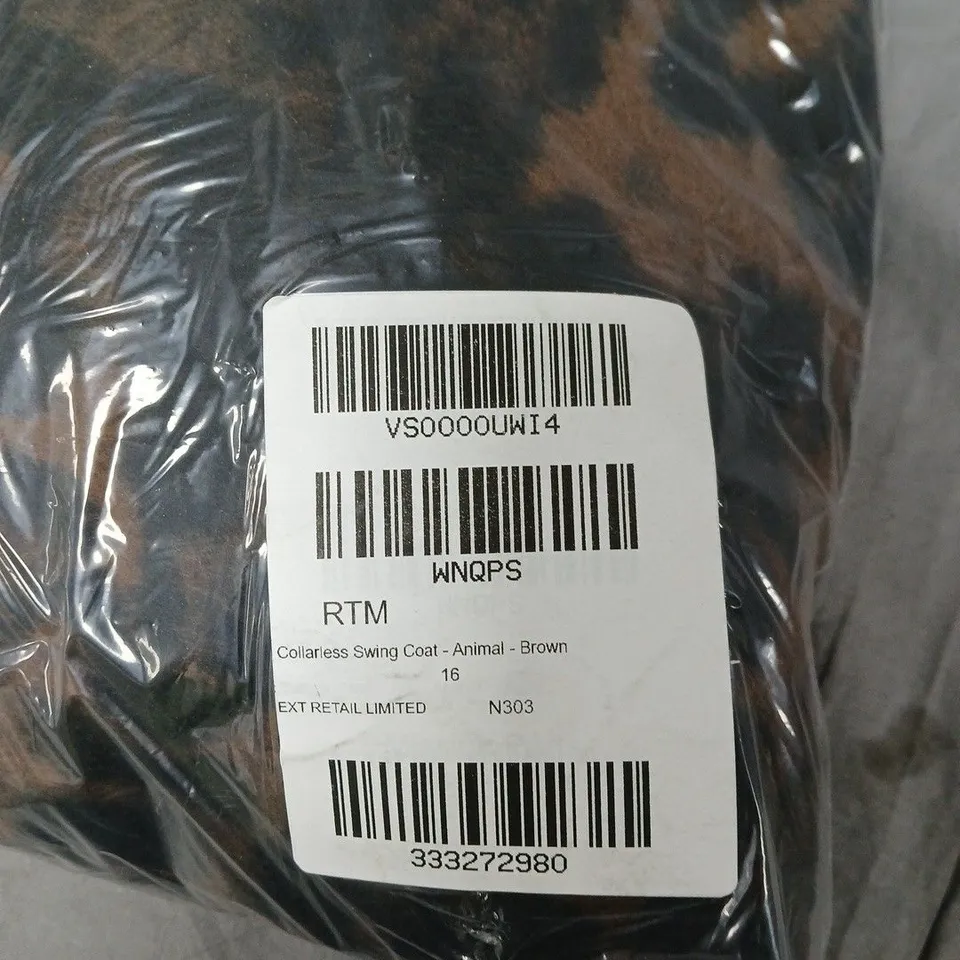 VS0000UWI4
WNQPS
RTM
Collarless Swing Coat - Animal - Brown
16
EXT RETAIL LIMITED N303
333272980